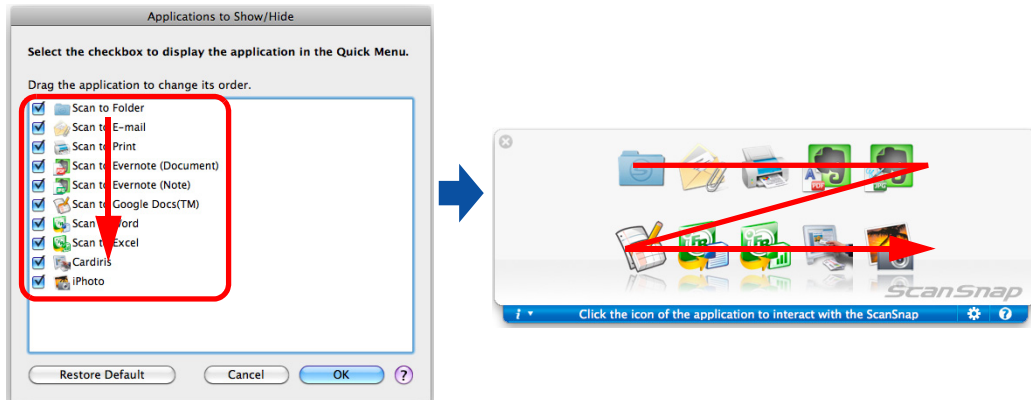 Applications to Show/Hide
Select the checkbox to display the application in the Quick Menu.
Drag the application to change its order.
Scan to Folder
Scan to E-mail
Scan to Print
Scan to Evernote (Document)
Scan to Evernote (Note)
Scan to Google Docs(TM)
Scan to Word
Scan to Excel
Cardiris
iPhoto
Restore Default
Cancel
OK
?
S
A
PDF
JPG
ScanSnap
i
Click the icon of the application to interact with the ScanSnap
?